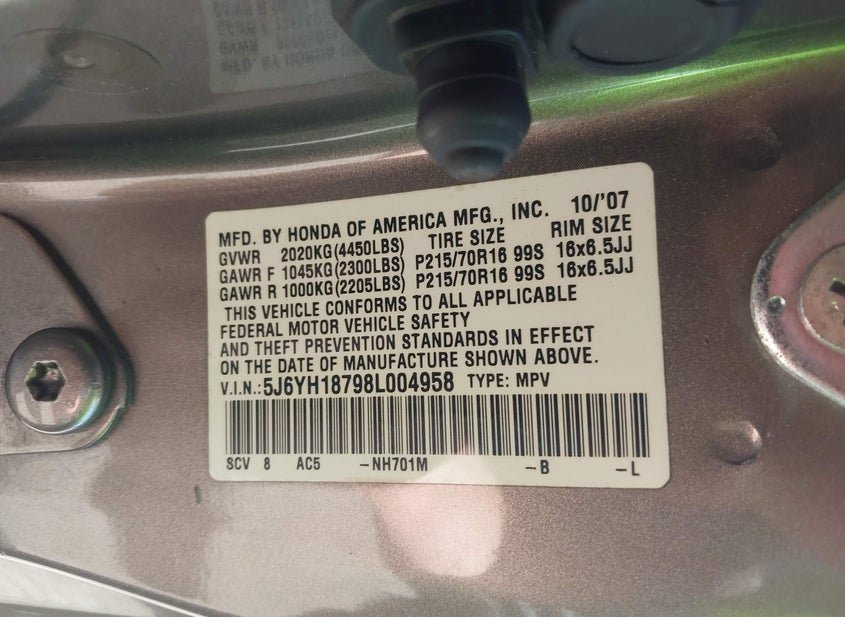 MFD. BY HONDA OF AMERICA MFG., INC. 10/'07
GVWR 2020KG(4450LBS) TIRE SIZE RIM SIZE
GAWR F 1045KG(2300LBS) P215/70R16 99S 16x6.5JJ
GAWR R 1000KG(2205LBS) P215/70R16 99S 16x6.5JJ
THIS VEHICLE CONFORMS TO ALL APPLICABLE
FEDERAL MOTOR VEHICLE SAFETY
AND THEFT PREVENTION STANDARDS IN EFFECT
ON THE DATE OF MANUFACTURE SHOWN ABOVE.
V.I.N.: 5J6YH18798L004958 TYPE: MPV
SCV 8 AC5 -NH701M -B -L